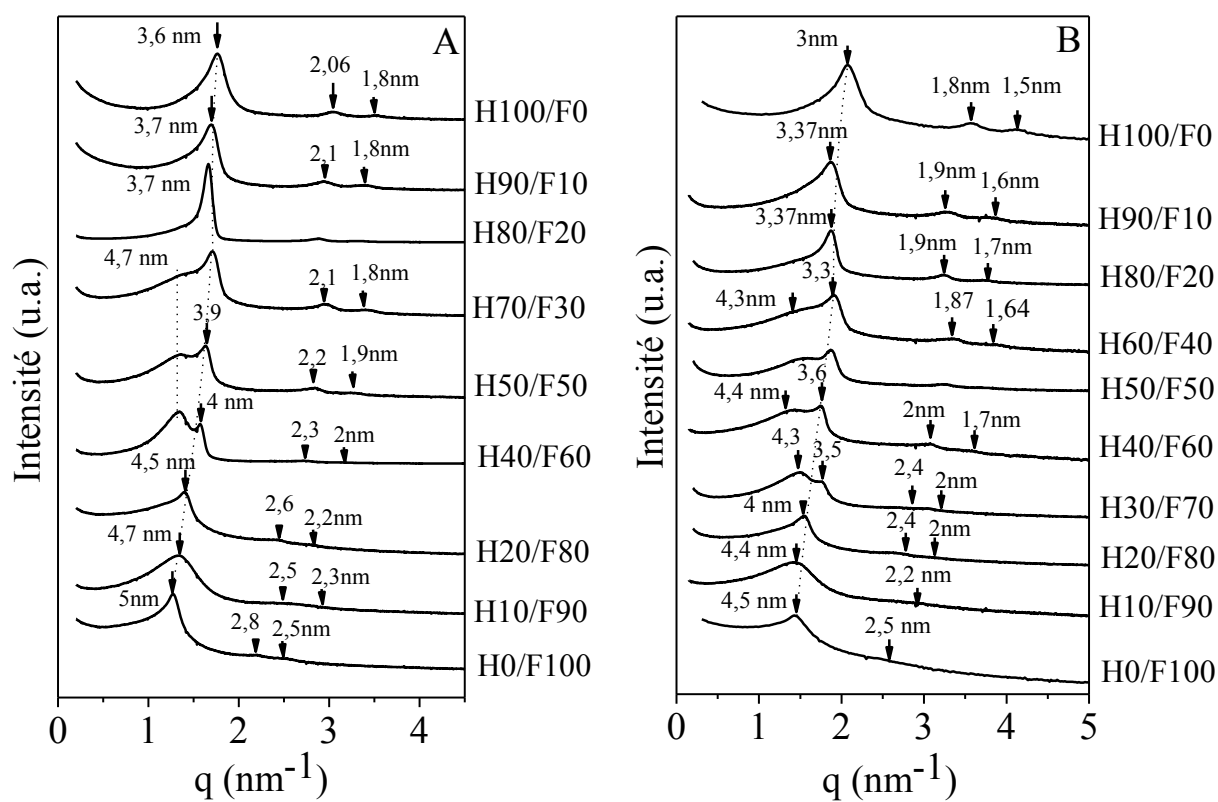 A
3,6 nm
2,06
1,8nm
H100/F0
3,7 nm
2,1
1,8nm
H90/F10
3,7 nm
H80/F20
4,7 nm
2,1
1,8nm
H70/F30
3,9
2,2
1,9nm
H50/F50
4 nm
2,3
2nm
H40/F60
4,5 nm
2,6
2,2nm
H20/F80
4,7 nm
2,5
2,3nm
H10/F90
5nm
2,8
2,5nm
H0/F100
Intensité (u.a.)
0 1 2 3 4
q (nm⁻¹)
B
3nm
1,8nm
1,5nm
H100/F0
3,37nm
1,9nm
1,6nm
H90/F10
3,37nm
1,9nm
1,7nm
H80/F20
3,3
4,3nm
1,87
1,64
H60/F40
H50/F50
3,6
4,4 nm
2nm
1,7nm
H40/F60
4,3
3,5
2,4
2nm
H30/F70
4 nm
2,4
2nm
H20/F80
4,4 nm
2,2 nm
H10/F90
4,5 nm
2,5 nm
H0/F100
Intensité (u.a.)
0 1 2 3 4 5
q (nm⁻¹)